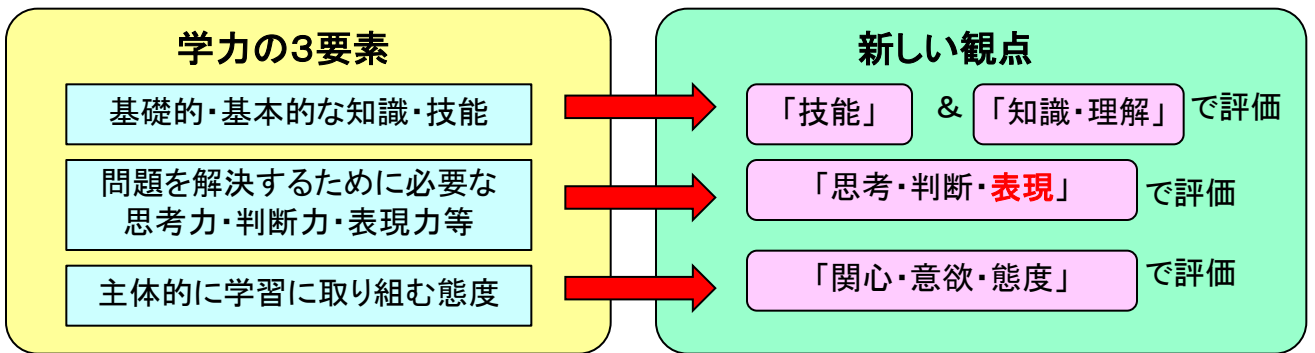 学力の3要素
基礎的・基本的な知識・技能
問題を解決するために必要な
思考力・判断力・表現力等
主体的に学習に取り組む態度
新しい観点
「技能」 & 「知識・理解」で評価
「思考・判断・表現」で評価
「関心・意欲・態度」で評価